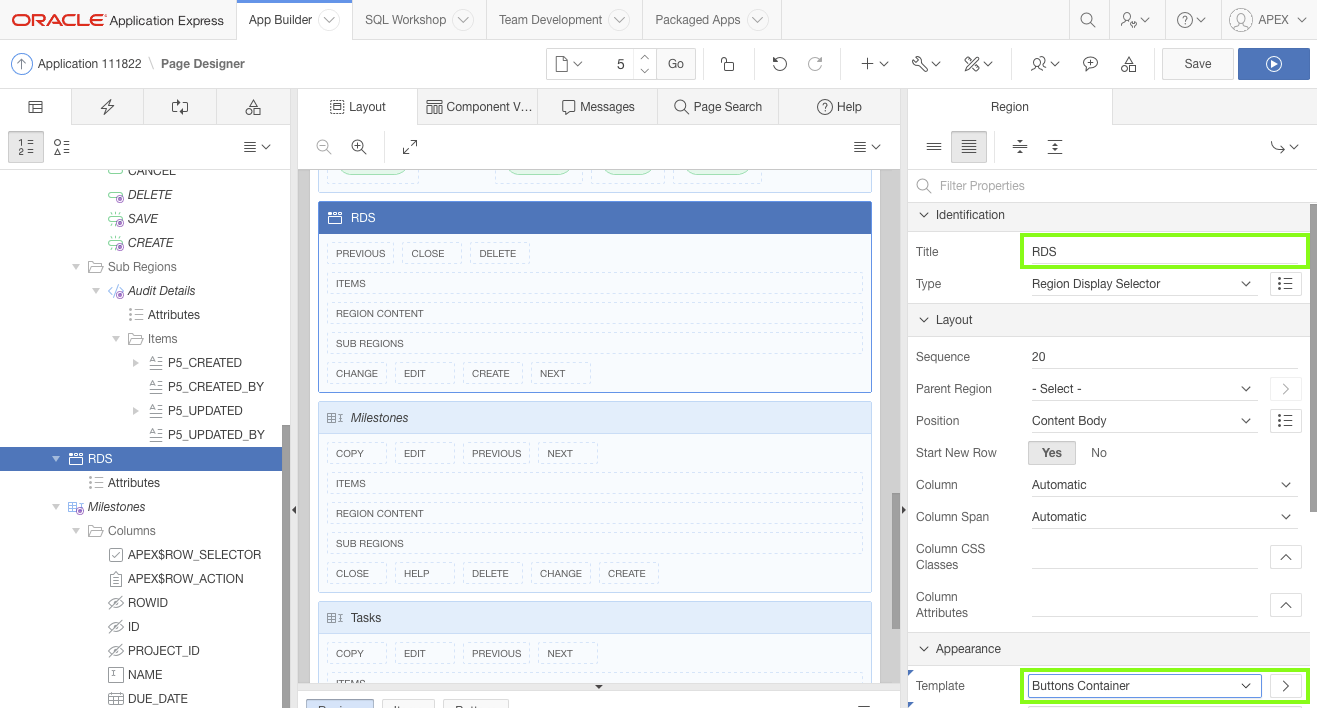 ORACLE Application Express
App Builder
SQL Workshop
Team Development
Packaged Apps
APEX
Application 111822 \ Page Designer
5
Go
Save
Layout
Component V...
Messages
Page Search
Help
Region
CANCEL
DELETE
SAVE
CREATE
Sub Regions
Audit Details
Attributes
Items
P5_CREATED
P5_CREATED_BY
P5_UPDATED
P5_UPDATED_BY
RDS
Attributes
Milestones
Columns
APEX$ROW_SELECTOR
APEX$ROW_ACTION
ROWID
ID
PROJECT_ID
NAME
DUE_DATE
RDS
PREVIOUS CLOSE DELETE
ITEMS
REGION CONTENT
SUB REGIONS
CHANGE EDIT CREATE NEXT
Milestones
COPY EDIT PREVIOUS NEXT
ITEMS
REGION CONTENT
SUB REGIONS
CLOSE HELP DELETE CHANGE CREATE
Tasks
COPY EDIT PREVIOUS NEXT
ITEMS
Filter Properties
Identification
Title RDS
Type Region Display Selector
Layout
Sequence 20
Parent Region - Select -
Position Content Body
Start New Row Yes No
Column Automatic
Column Span Automatic
Column CSS
Classes
Column
Attributes
Appearance
Template Buttons Container